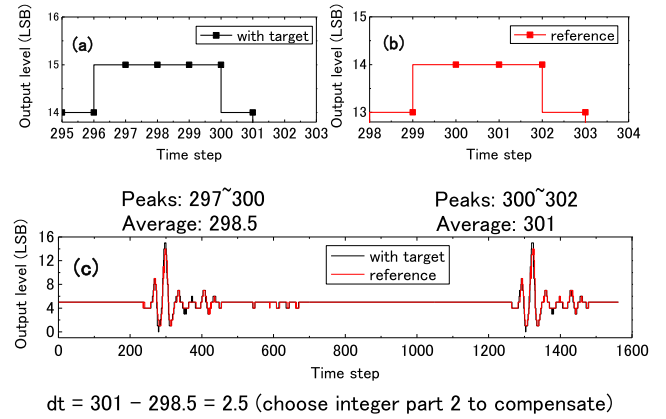 16
15
14
Output level (LSB)
(a)
with target
295 296 297 298 299 300 301 302 303
Time step
15
14
13
Output level (LSB)
(b)
reference
298 299 300 301 302 303 304
Time step
Peaks: 297~300
Average: 298.5
Peaks: 300~302
Average: 301
16
12
8
4
0
Output level (LSB)
(c)
with target
reference
0 200 400 600 800 1000 1200 1400 1600
Time step
dt = 301 − 298.5 = 2.5 (choose integer part 2 to compensate)